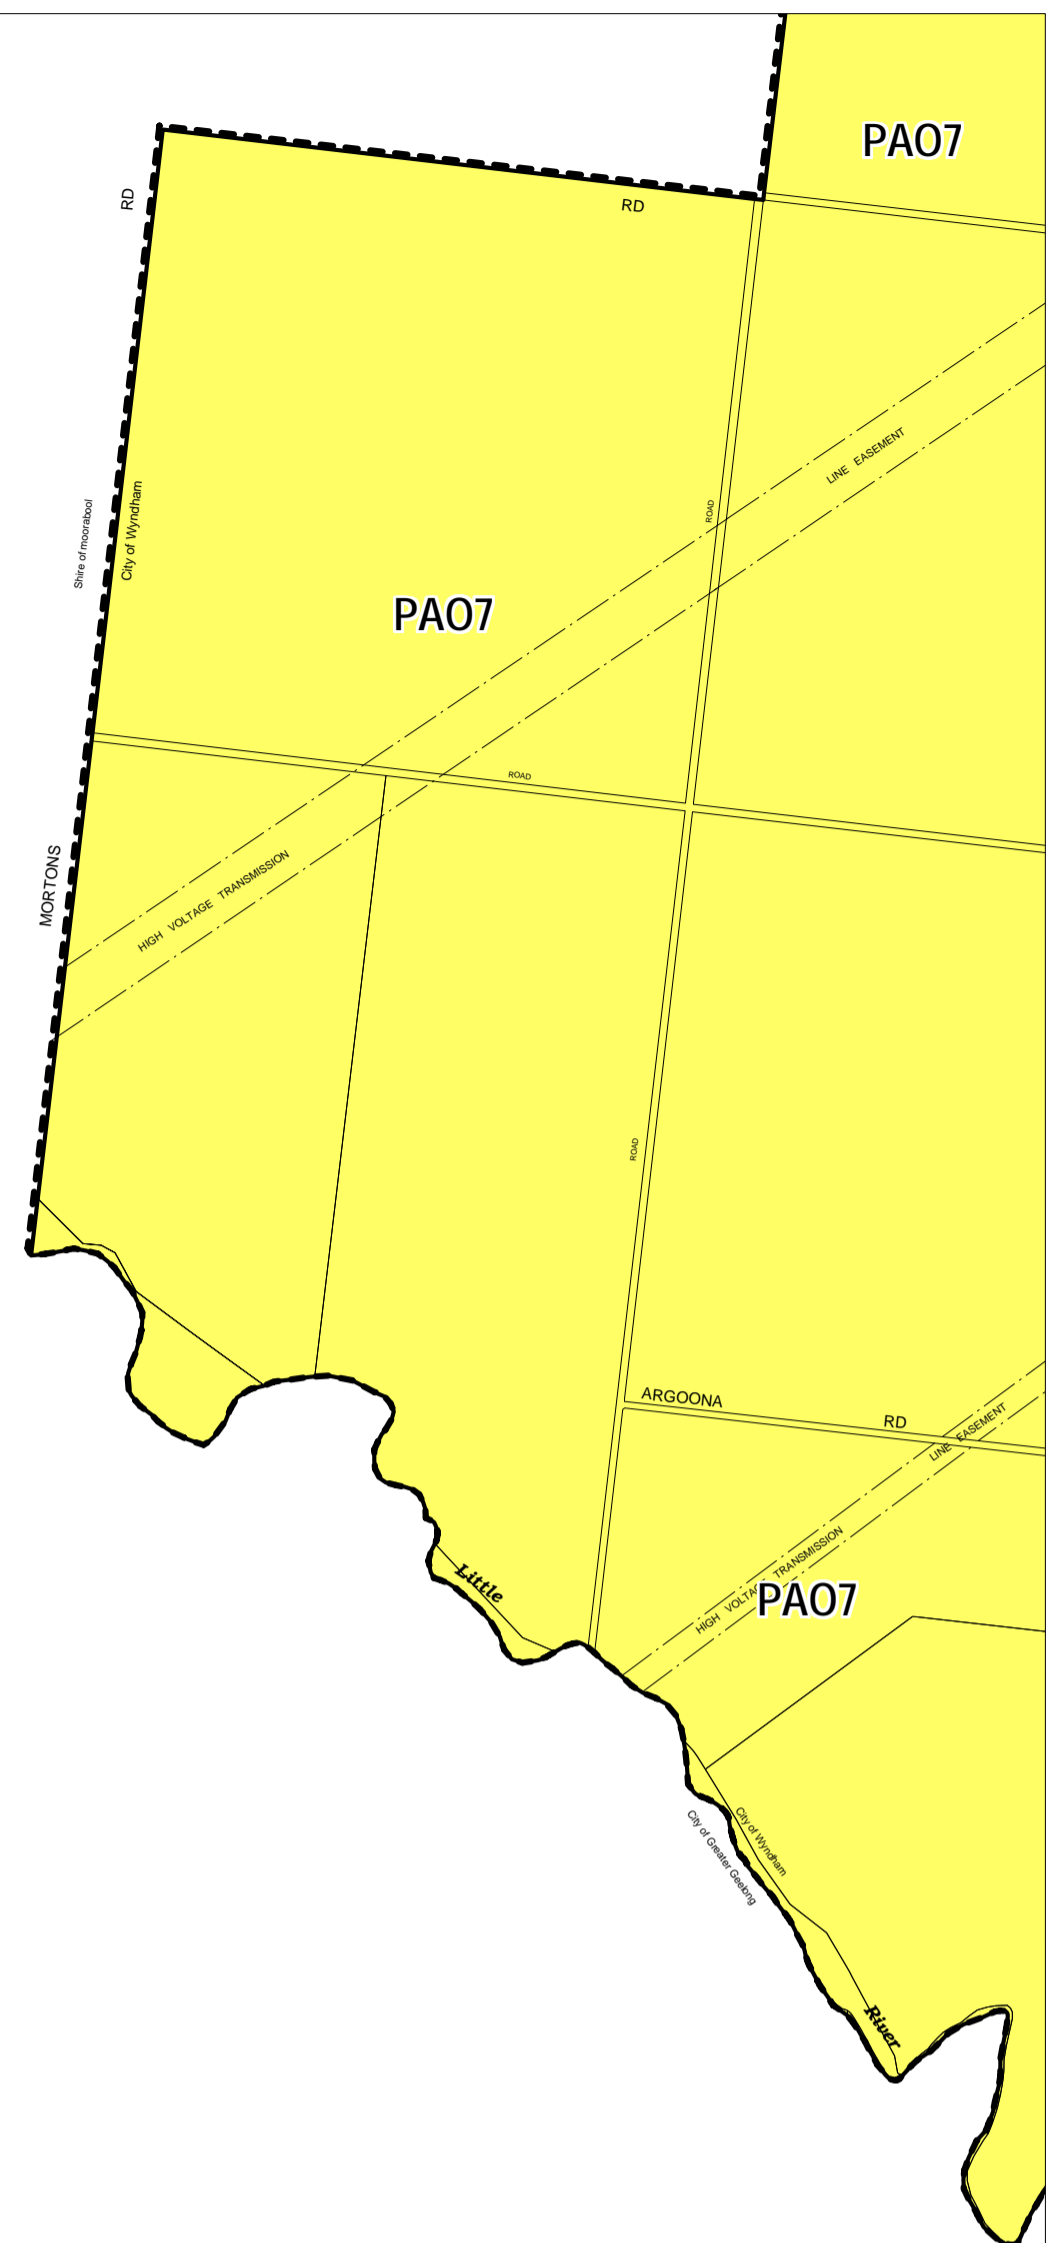 PAO7
RD
RD
LINE EASEMENT
ROAD
Shire of moorabool
City of Wyndham
PAO7
ROAD
MORTONS
HIGH VOLTAGE TRANSMISSION
ROAD
ARGOONA RD
LINE EASEMENT
HIGH VOLTAGE TRANSMISSION
PAO7
Little
City of Wyndham
City of Greater Geelong
River